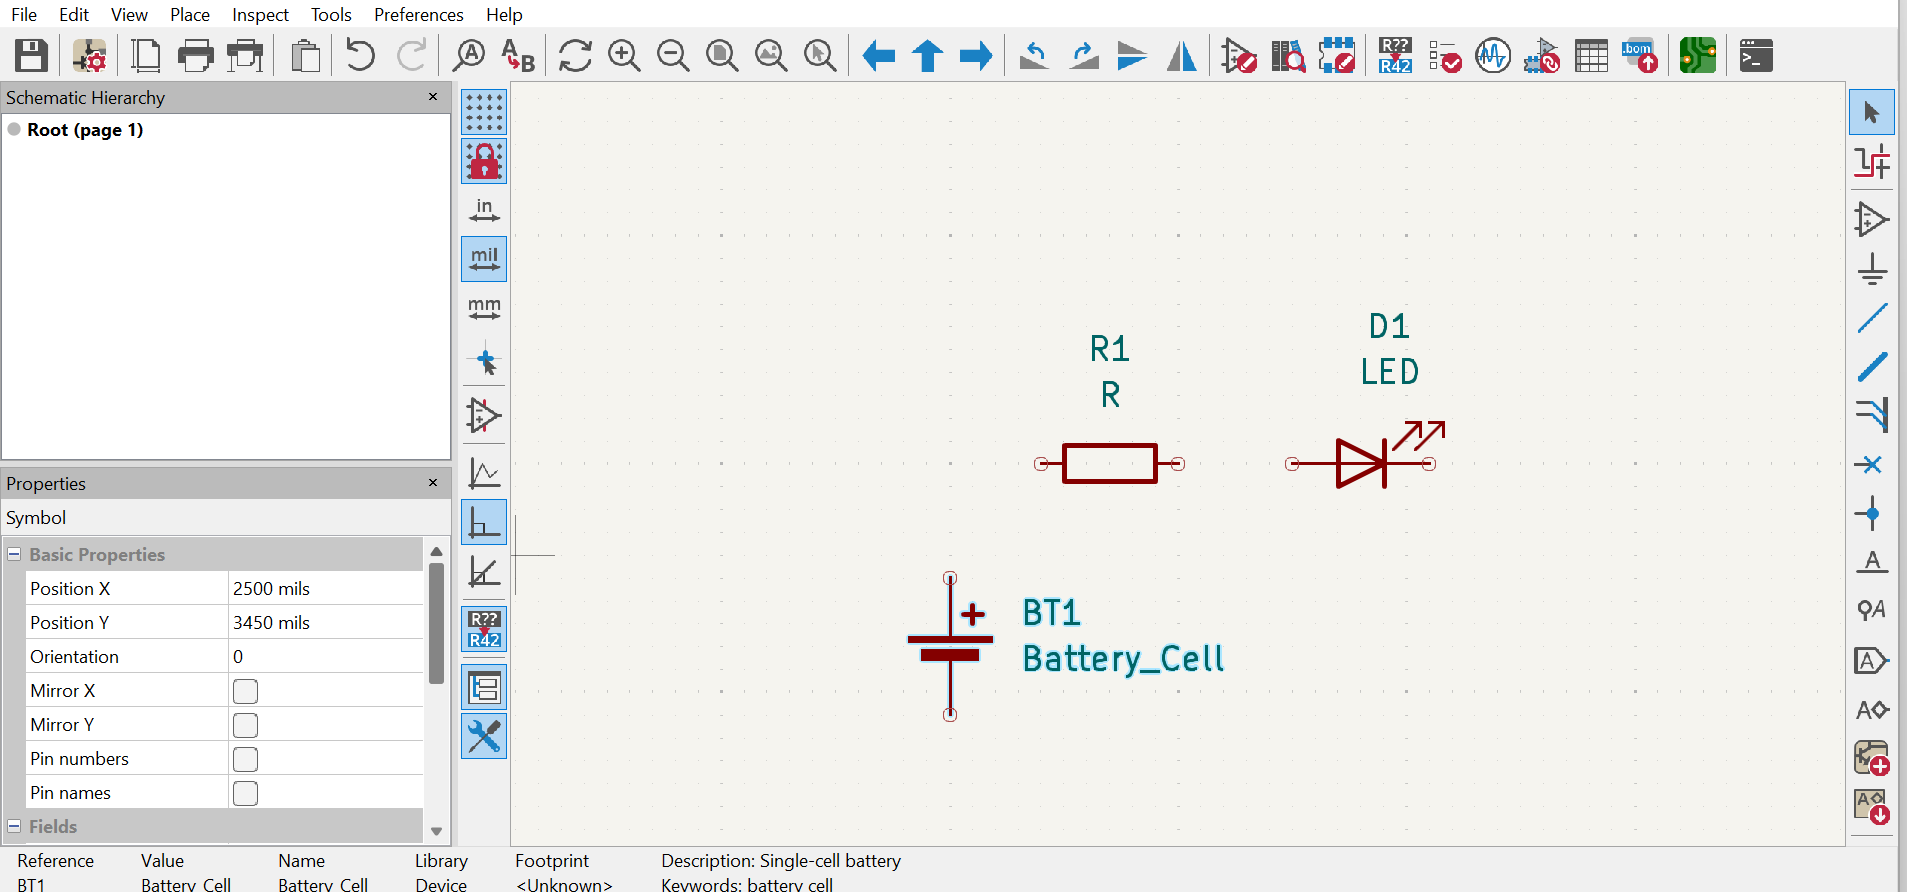 File Edit View Place Inspect Tools Preferences Help
A A B R?? R42 .bom
Schematic Hierarchy ×
Root (page 1)
in
mil
mm
R??
R42
Properties ×
Symbol
Basic Properties
Position X 2500 mils
Position Y 3450 mils
Orientation 0
Mirror X
Mirror Y
Pin numbers
Pin names
Fields
R1
R
D1
LED
+ BT1
Battery_Cell
A
A
A
A
A
Reference Value Name Library Footprint Description: Single-cell battery
BT1 Battery_Cell Battery_Cell Device <Unknown> Keywords: battery cell